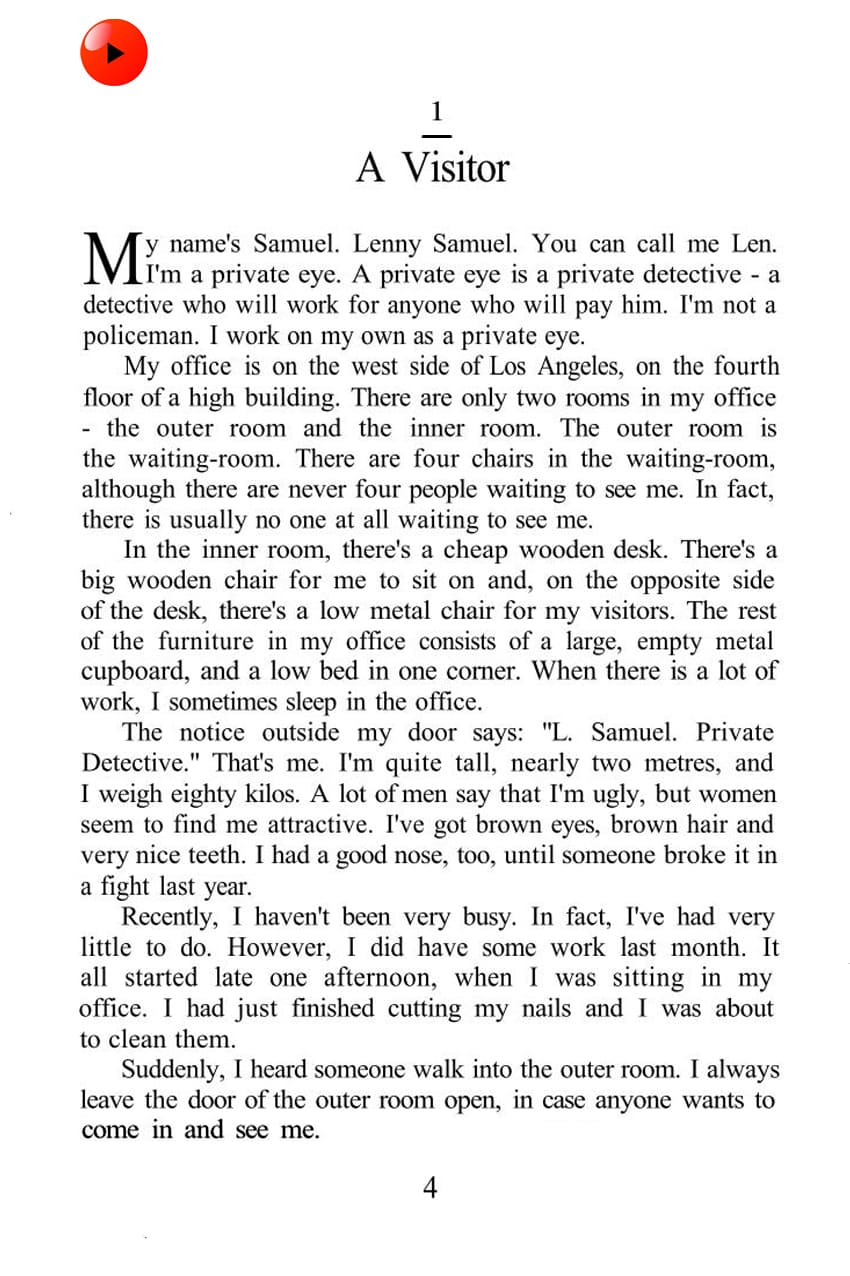 1
A Visitor
My name's Samuel. Lenny Samuel. You can call me Len.
I'm a private eye. A private eye is a private detective - a
detective who will work for anyone who will pay him. I'm not a
policeman. I work on my own as a private eye.
My office is on the west side of Los Angeles, on the fourth
floor of a high building. There are only two rooms in my office
- the outer room and the inner room. The outer room is
the waiting-room. There are four chairs in the waiting-room,
although there are never four people waiting to see me. In fact,
there is usually no one at all waiting to see me.
In the inner room, there's a cheap wooden desk. There's a
big wooden chair for me to sit on and, on the opposite side
of the desk, there's a low metal chair for my visitors. The rest
of the furniture in my office consists of a large, empty metal
cupboard, and a low bed in one corner. When there is a lot of
work, I sometimes sleep in the office.
The notice outside my door says: "L. Samuel. Private
Detective." That's me. I'm quite tall, nearly two metres, and
I weigh eighty kilos. A lot of men say that I'm ugly, but women
seem to find me attractive. I've got brown eyes, brown hair and
very nice teeth. I had a good nose, too, until someone broke it in
a fight last year.
Recently, I haven't been very busy. In fact, I've had very
little to do. However, I did have some work last month. It
all started late one afternoon, when I was sitting in my
office. I had just finished cutting my nails and I was about
to clean them.
Suddenly, I heard someone walk into the outer room. I always
leave the door of the outer room open, in case anyone wants to
come in and see me.
4